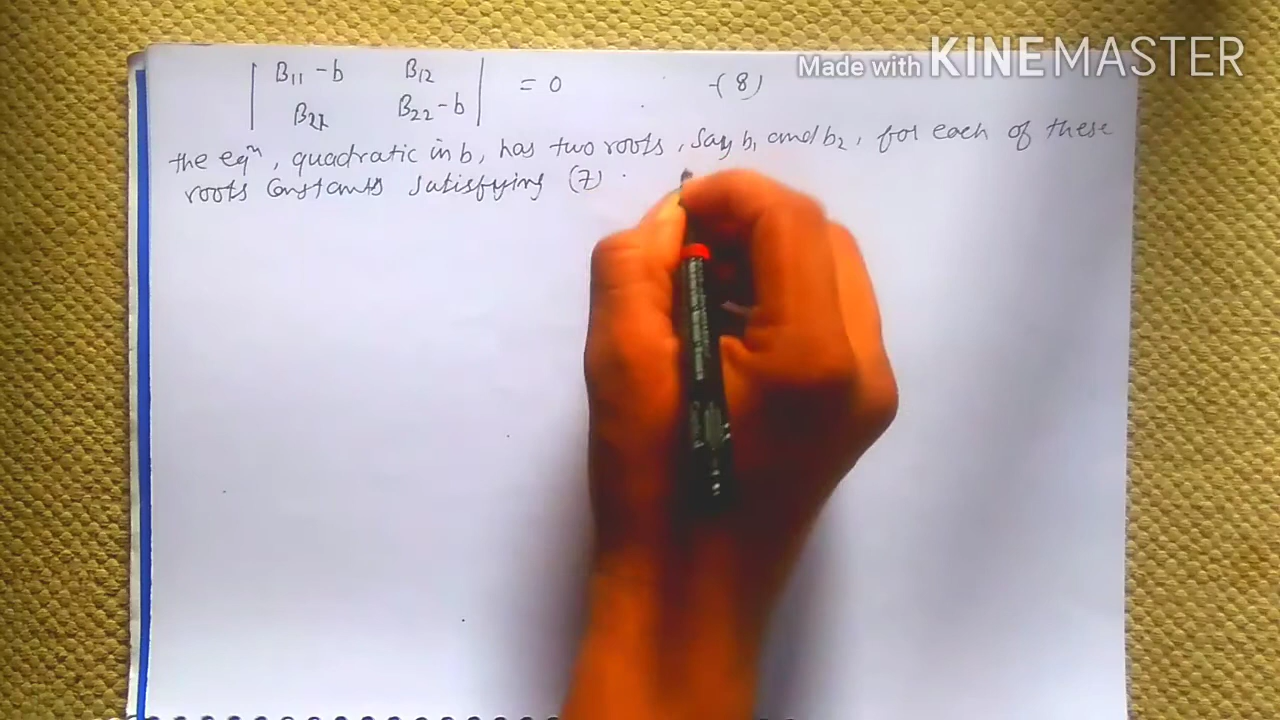 Made with KINEMASTER
| B₁₁ - b B₁₂ | = 0 -(8)
| B₂₁ B₂₂ - b |
the eqⁿ, quadratic in b, has two roots, say b₁ and b₂, for each of these
roots constants satisfying (7).